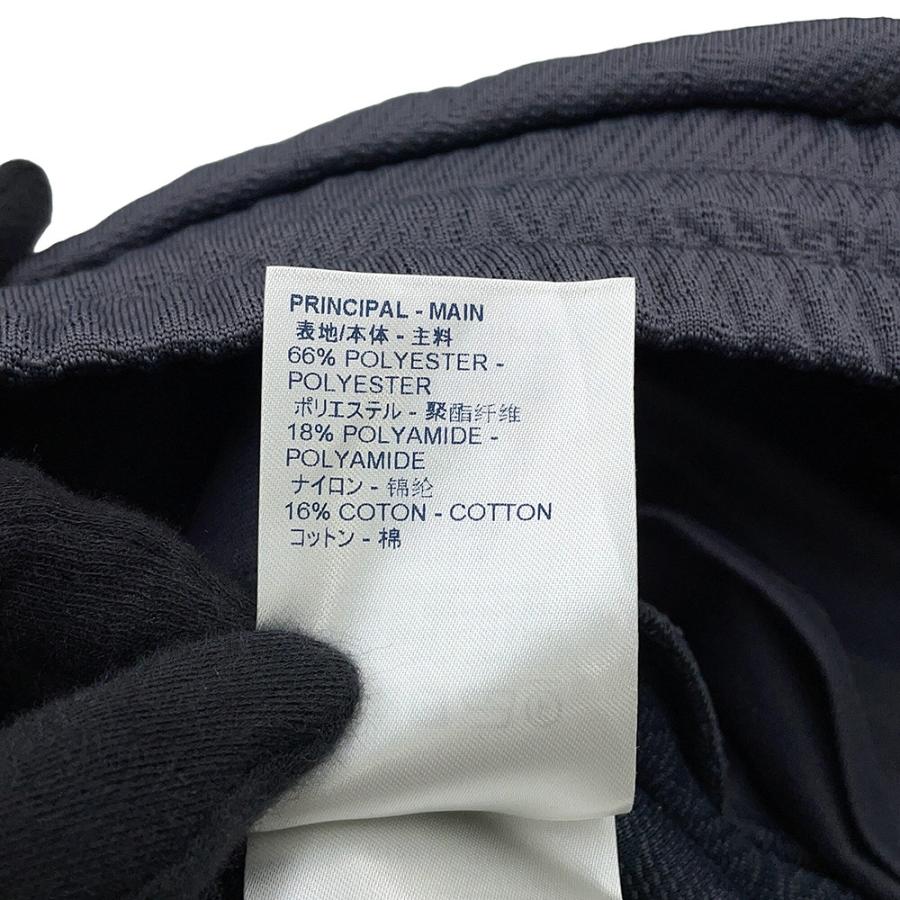 PRINCIPAL - MAIN
表地/本体 - 主料
66% POLYESTER -
POLYESTER
ポリエステル - 聚酯纤维
18% POLYAMIDE -
POLYAMIDE
ナイロン - 锦纶
16% COTON - COTTON
コットン - 棉